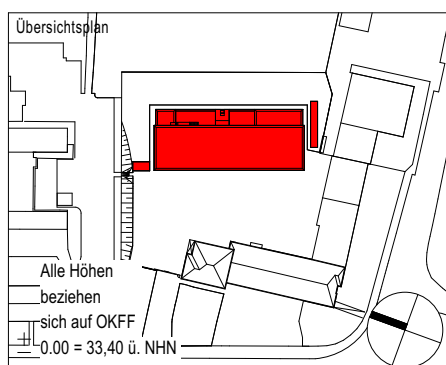 Übersichtsplan
Alle Höhen
beziehen
sich auf OKFF
0.00 = 33,40 ü. NHN